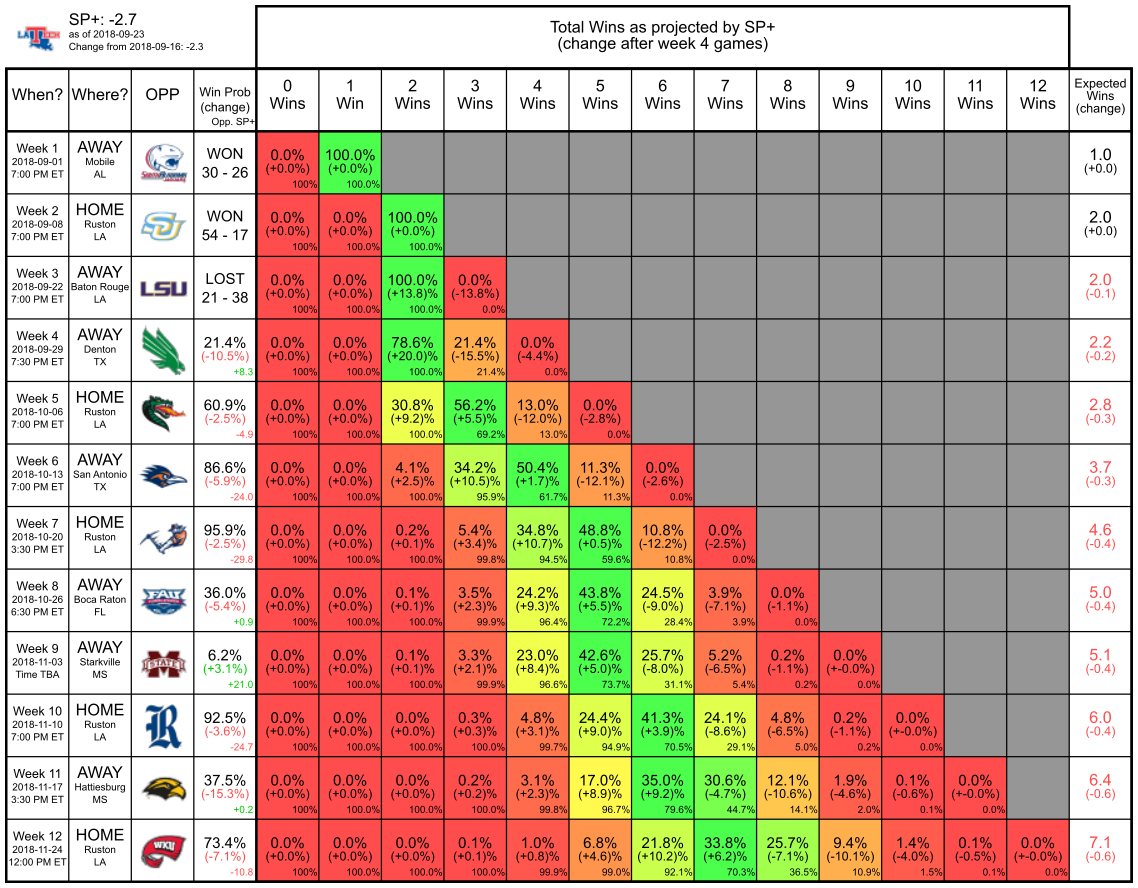 LA TECH
SP+: -2.7
as of 2018-09-23
Change from 2018-09-16: -2.3
Total Wins as projected by SP+
(change after week 4 games)
When? Where? OPP Win Prob (change) Opp. SP+ 0 Wins 1 Win 2 Wins 3 Wins 4 Wins 5 Wins 6 Wins 7 Wins 8 Wins 9 Wins 10 Wins 11 Wins 12 Wins Expected Wins (change)
Week 1 AWAY WON 0.0% 100.0% 1.0
2018-09-01 Mobile (+0.0%) (+0.0%) (+0.0)
7:00 PM ET AL 30 - 26 100% 100.0%
Week 2 HOME WON 0.0% 0.0% 100.0% 2.0
2018-09-08 Ruston (+0.0%) (+0.0%) (+0.0%) (+0.0)
7:00 PM ET LA SU 54 - 17 100% 100.0% 100.0%
Week 3 AWAY LOST 0.0% 0.0% 100.0% 0.0% 2.0
2018-09-22 Baton Rouge LSU (+0.0%) (+0.0%) (+13.8)% (-13.8%) (-0.1)
7:00 PM ET LA 21 - 38 100% 100.0% 100.0% 0.0%
Week 4 AWAY 21.4% 0.0% 0.0% 78.6% 21.4% 0.0% 2.2
2018-09-29 Denton (-10.5%) (+0.0%) (+0.0%) (+20.0)% (-15.5%) (-4.4%) (-0.2)
7:30 PM ET TX +8.3 100% 100.0% 100.0% 21.4% 0.0%
Week 5 HOME 60.9% 0.0% 0.0% 30.8% 56.2% 13.0% 0.0% 2.8
2018-10-06 Ruston (-2.5%) (+0.0%) (+0.0%) (+9.2)% (+5.5)% (-12.0%) (-2.8%) (-0.3)
7:00 PM ET LA -4.9 100% 100.0% 100.0% 69.2% 13.0% 0.0%
Week 6 AWAY 86.6% 0.0% 0.0% 4.1% 34.2% 50.4% 11.3% 0.0% 3.7
2018-10-13 San Antonio (-5.9%) (+0.0%) (+0.0%) (+2.5)% (+10.5)% (+1.7)% (-12.1%) (-2.6%) (-0.3)
7:00 PM ET TX -24.0 100% 100.0% 100.0% 95.9% 61.7% 11.3% 0.0%
Week 7 HOME 95.9% 0.0% 0.0% 0.2% 5.4% 34.8% 48.8% 10.8% 0.0% 4.6
2018-10-20 Ruston (-2.5%) (+0.0%) (+0.0%) (+0.1)% (+3.4)% (+10.7)% (+0.5)% (-12.2%) (-2.5%) (-0.4)
3:30 PM ET LA -29.8 100% 100.0% 100.0% 99.8% 94.5% 59.6% 10.8% 0.0%
Week 8 AWAY 36.0% 0.0% 0.0% 0.1% 3.5% 24.2% 43.8% 24.5% 3.9% 0.0% 5.0
2018-10-26 Boca Raton FAU (-5.4%) (+0.0%) (+0.0%) (+0.1)% (+2.3)% (+9.3)% (+5.5)% (-9.0%) (-7.1%) (-1.1%) (-0.4)
6:30 PM ET FL +0.9 100% 100.0% 100.0% 99.9% 96.4% 72.2% 28.4% 3.9% 0.0%
Week 9 AWAY 6.2% 0.0% 0.0% 0.1% 3.3% 23.0% 42.6% 25.7% 5.2% 0.2% 0.0% 5.1
2018-11-03 Starkville STATE (+3.1%) (+0.0%) (+0.0%) (+0.1)% (+2.1)% (+8.4)% (+5.0)% (-8.0%) (-6.5%) (-1.1%) (+-0.0%) (-0.4)
Time TBA MS +21.0 100% 100.0% 100.0% 99.9% 96.6% 73.7% 31.1% 5.4% 0.2% 0.0%
Week 10 HOME 92.5% 0.0% 0.0% 0.0% 0.3% 4.8% 24.4% 41.3% 24.1% 4.8% 0.2% 0.0% 6.0
2018-11-10 Ruston R (-3.6%) (+0.0%) (+0.0%) (+0.0)% (+0.3)% (+3.1)% (+9.0)% (+3.9)% (-8.6%) (-6.5%) (-1.1%) (+-0.0%) (-0.4)
7:00 PM ET LA -24.7 100% 100.0% 100.0% 100.0% 99.7% 94.9% 70.5% 29.1% 5.0% 0.2% 0.0%
Week 11 AWAY 37.5% 0.0% 0.0% 0.0% 0.2% 3.1% 17.0% 35.0% 30.6% 12.1% 1.9% 0.1% 0.0% 6.4
2018-11-17 Hattiesburg (-15.3%) (+0.0%) (+0.0%) (+0.0)% (+0.2)% (+2.3)% (+8.9)% (+9.2)% (-4.7%) (-10.6%) (-4.6%) (-0.6%) (+-0.0%) (-0.6)
3:30 PM ET MS +0.2 100% 100.0% 100.0% 100.0% 99.8% 96.7% 79.6% 44.7% 14.1% 2.0% 0.1% 0.0%
Week 12 HOME 73.4% 0.0% 0.0% 0.0% 0.1% 1.0% 6.8% 21.8% 33.8% 25.7% 9.4% 1.4% 0.1% 0.0% 7.1
2018-11-24 Ruston WKU (-7.1%) (+0.0%) (+0.0%) (+0.0)% (+0.1)% (+0.8)% (+4.6)% (+10.2)% (+6.2)% (-7.1%) (-10.1%) (-4.0%) (-0.5%) (+-0.0%) (-0.6)
12:00 PM ET LA -10.8 100% 100.0% 100.0% 100.0% 99.9% 99.0% 92.1% 70.3% 36.5% 10.9% 1.5% 0.1% 0.0%